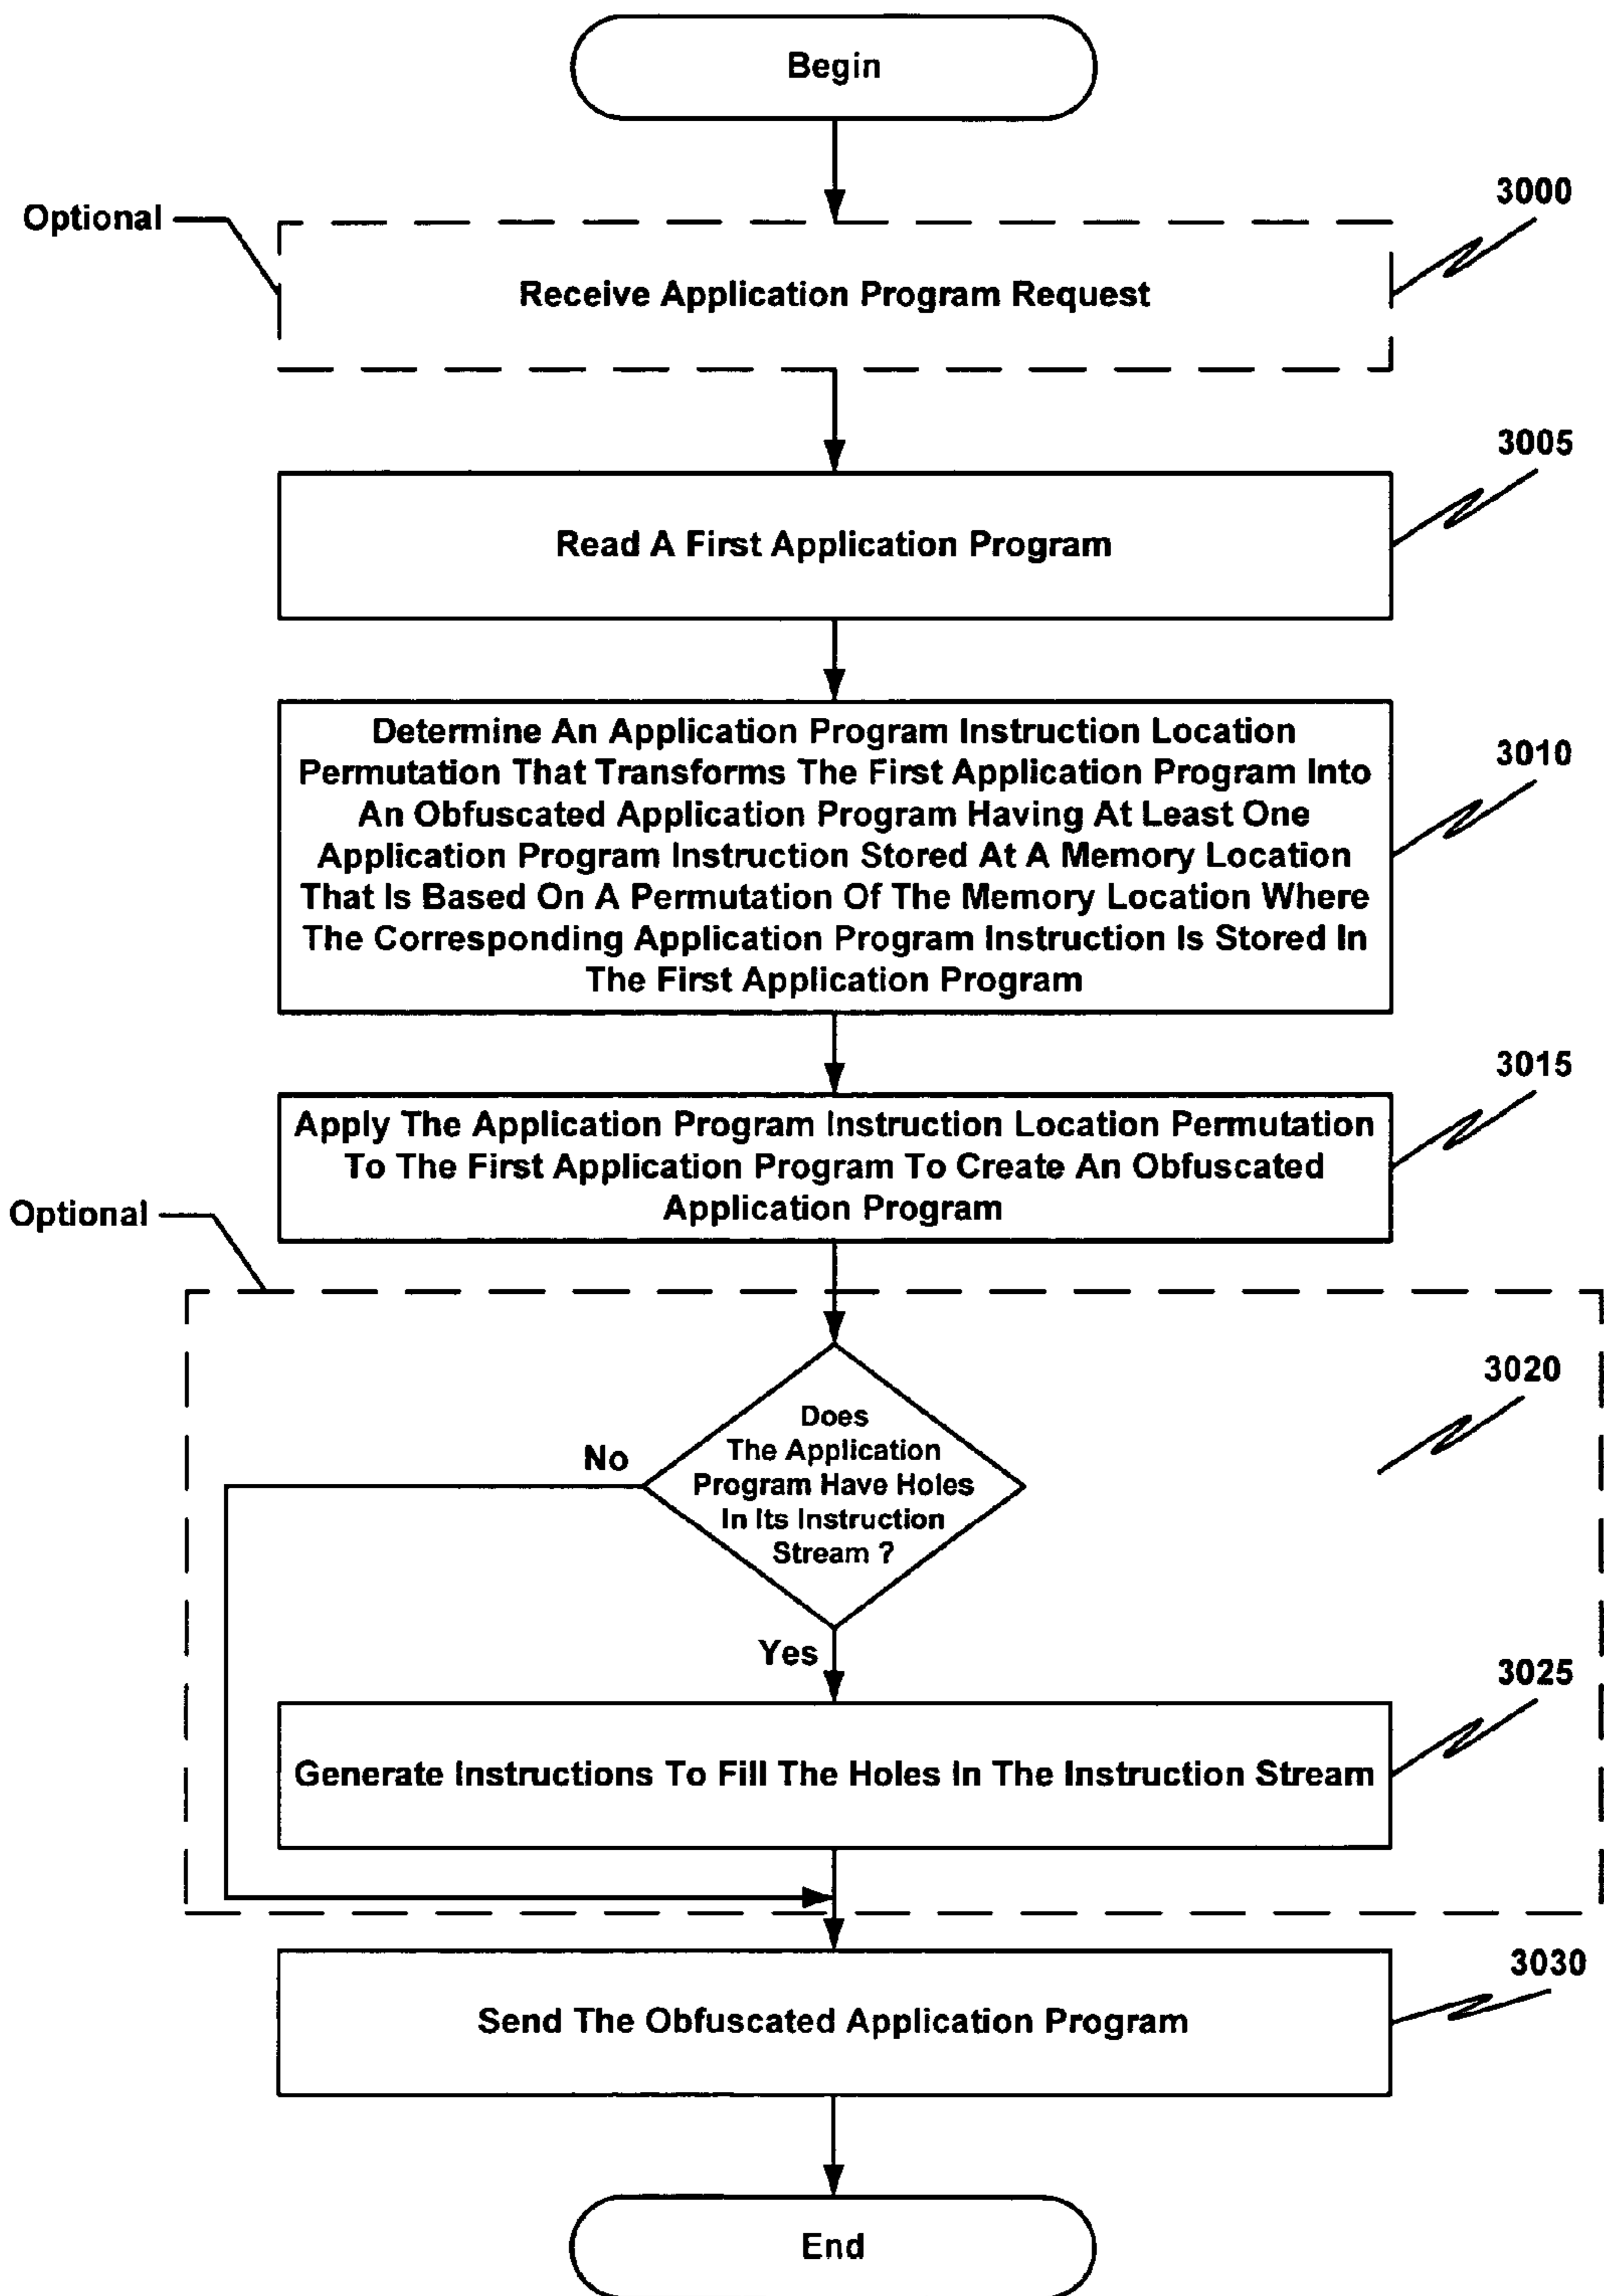 Begin
3000
Optional
Receive Application Program Request
3005
Read A First Application Program
3010
Determine An Application Program Instruction Location
Permutation That Transforms The First Application Program Into
An Obfuscated Application Program Having At Least One
Application Program Instruction Stored At A Memory Location
That Is Based On A Permutation Of The Memory Location Where
The Corresponding Application Program Instruction Is Stored In
The First Application Program
3015
Apply The Application Program Instruction Location Permutation
To The First Application Program To Create An Obfuscated
Application Program
Optional
3020
Does
The Application
Program Have Holes
In Its Instruction
Stream ?
No
Yes
3025
Generate Instructions To Fill The Holes In The Instruction Stream
3030
Send The Obfuscated Application Program
End